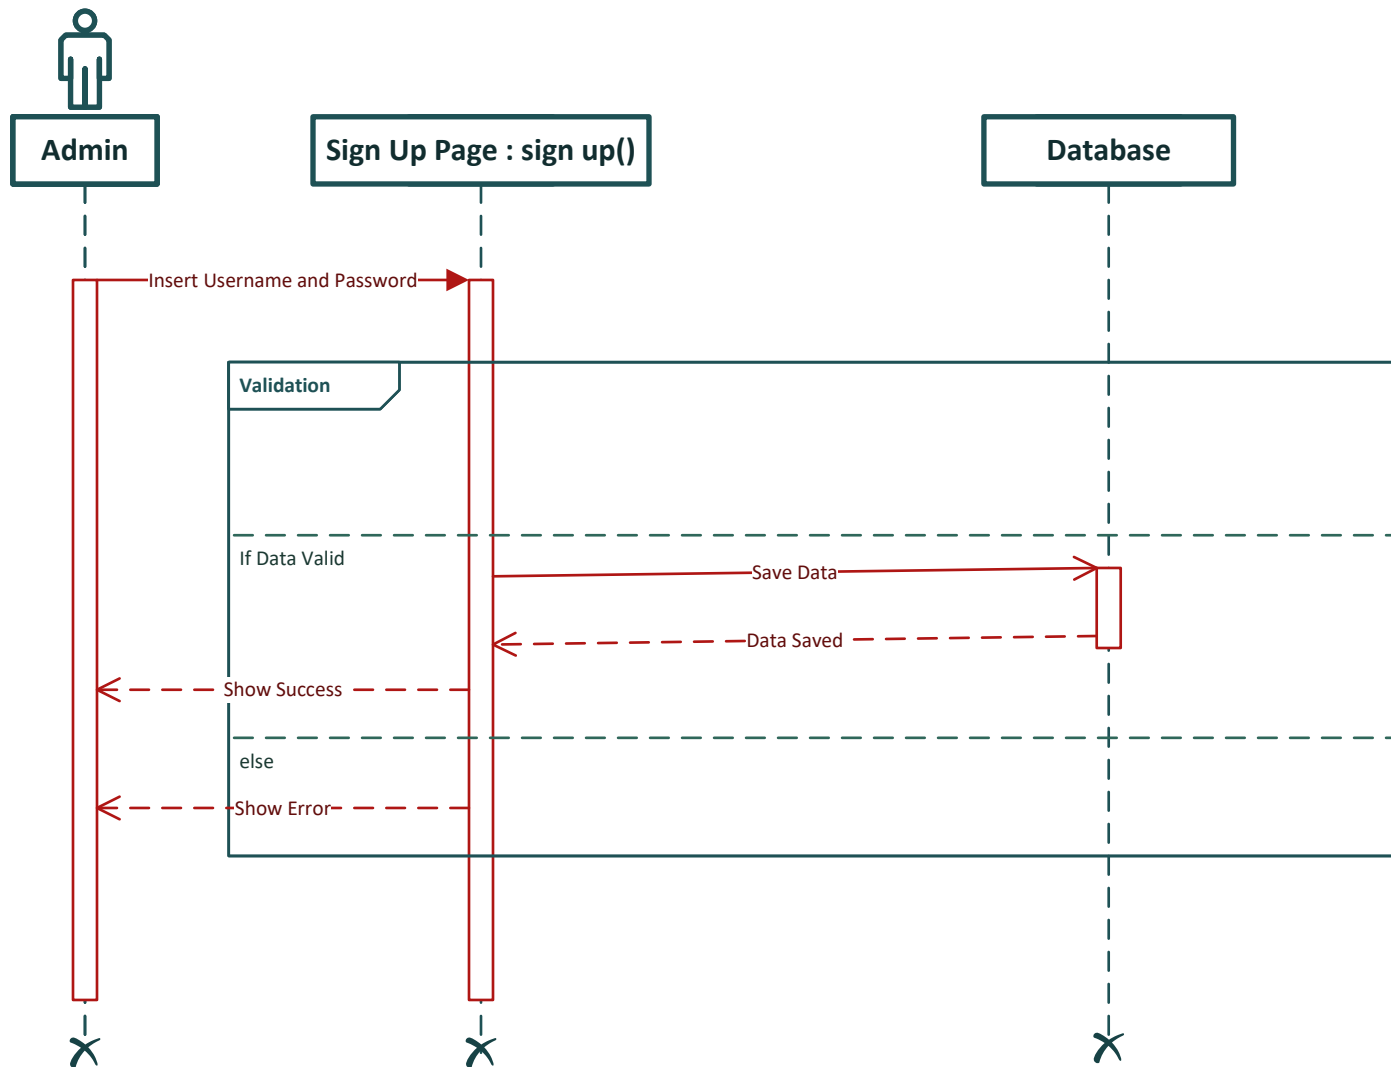 Admin
Sign Up Page : sign up()
Database
Insert Username and Password
Validation
If Data Valid
Save Data
Data Saved
Show Success
else
Show Error